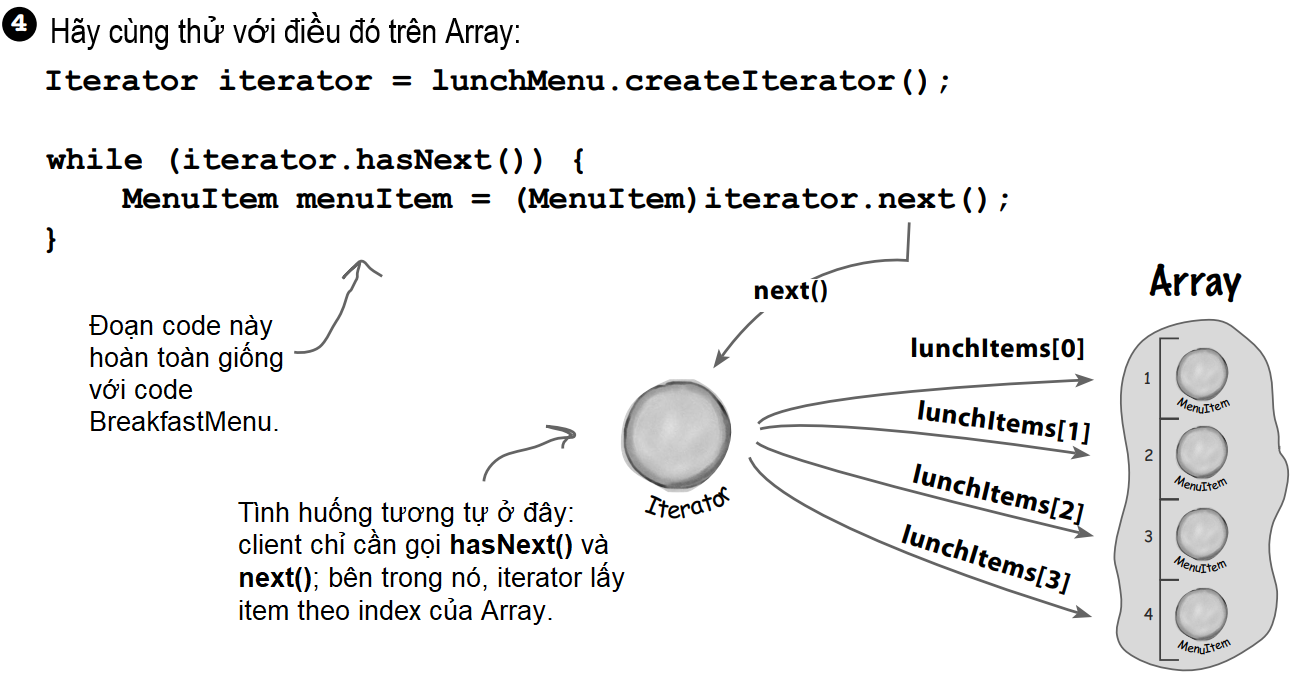 4 Hãy cùng thử với điều đó trên Array:
Iterator iterator = lunchMenu.createIterator();
while (iterator.hasNext()) {
MenuItem menuItem = (MenuItem)iterator.next();
}
next()
Array
Đoạn code này
hoàn toàn giống
với code
BreakfastMenu.
lunchItems[0]
lunchItems[1]
lunchItems[2]
lunchItems[3]
1
MenuItem
2
MenuItem
3
MenuItem
4
MenuItem
Iterator
Tình huống tương tự ở đây:
client chỉ cần gọi hasNext() và
next(); bên trong nó, iterator lấy
item theo index của Array.